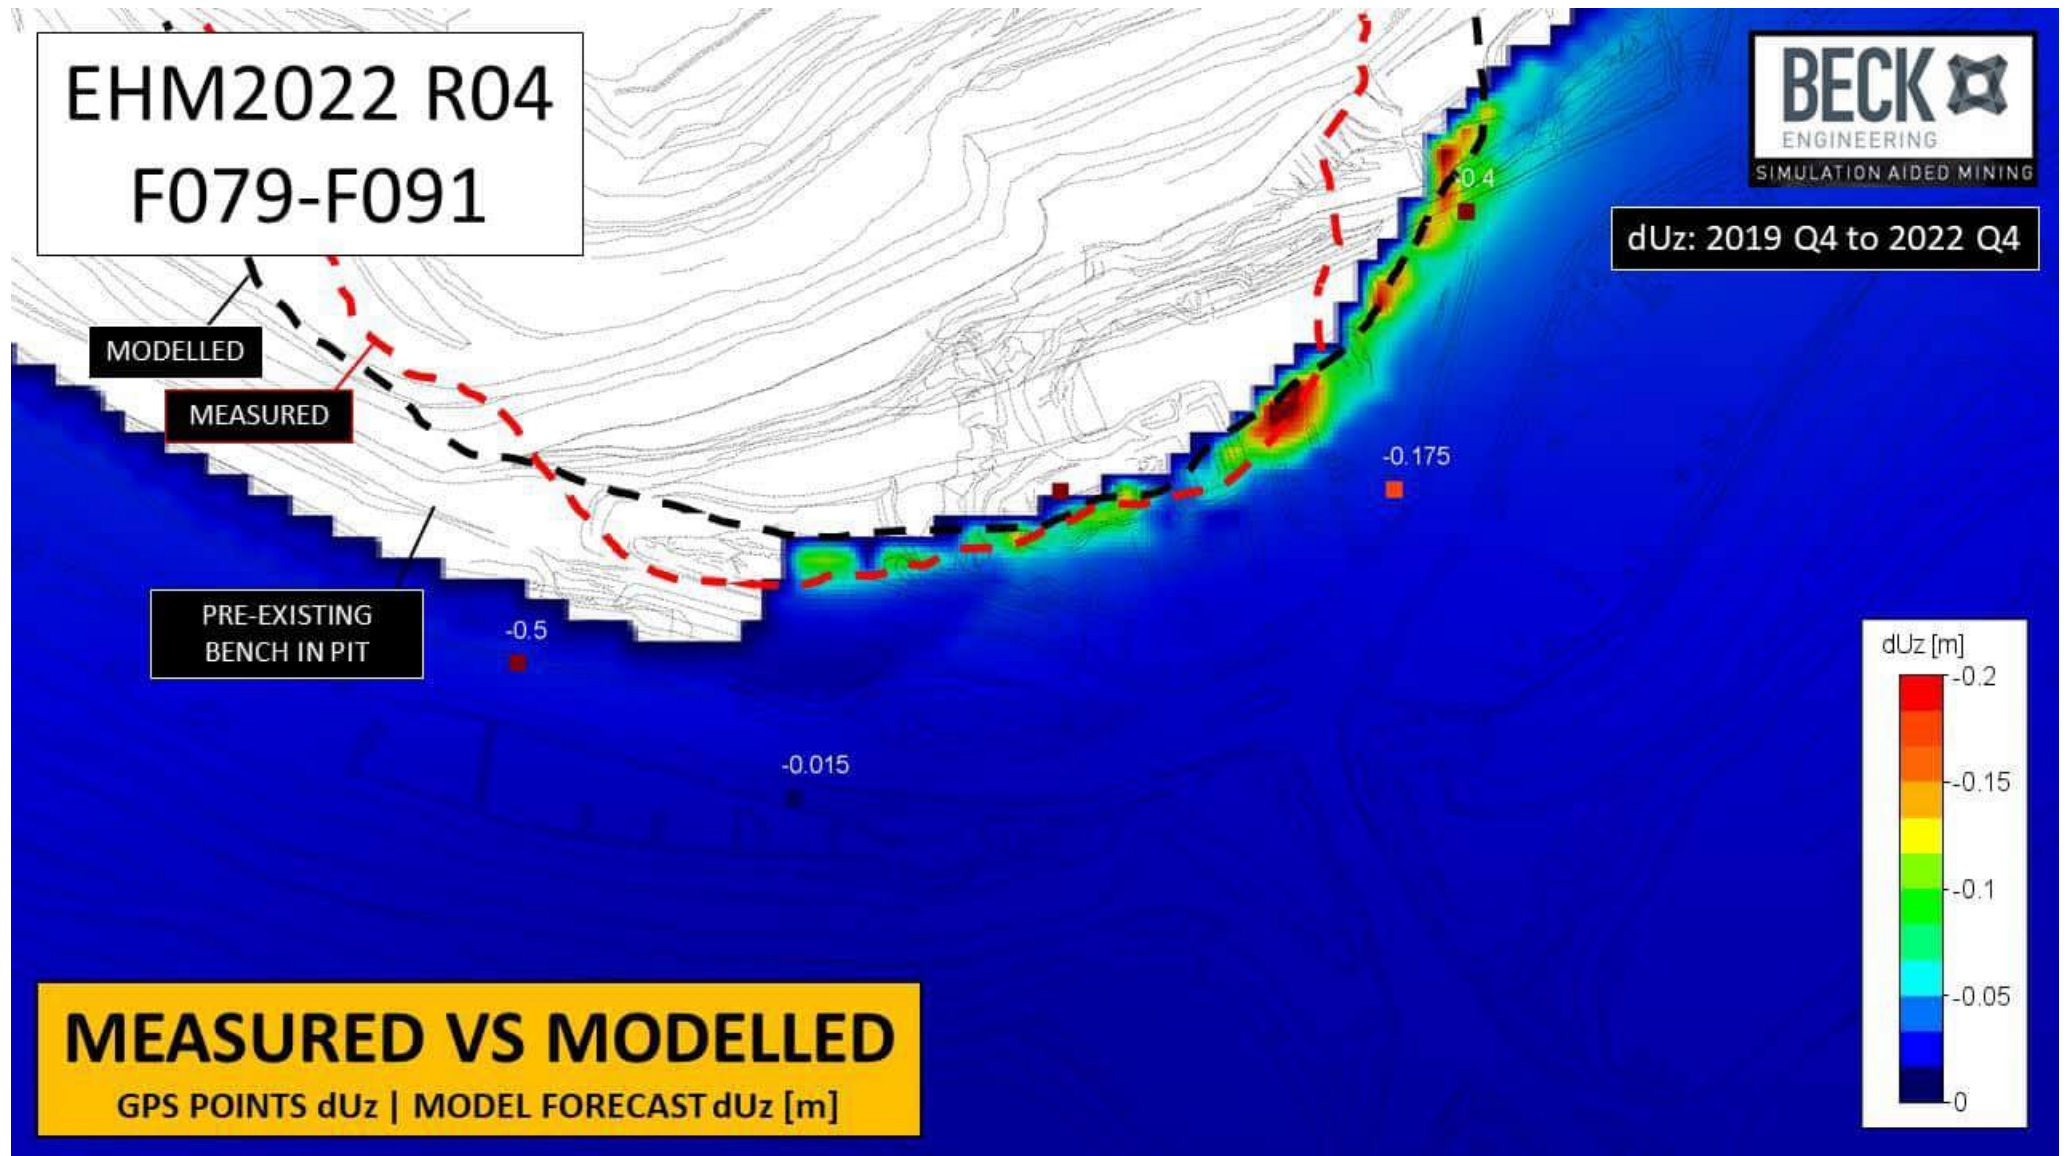 EHM2022 R04
F079-F091
BECK
ENGINEERING
SIMULATION AIDED MINING
dUz: 2019 Q4 to 2022 Q4
-0.4
MODELLED
MEASURED
-0.175
PRE-EXISTING
BENCH IN PIT
-0.5
-0.015
dUz [m]
-0.2
-0.15
-0.1
-0.05
0
MEASURED VS MODELLED
GPS POINTS dUz | MODEL FORECAST dUz [m]